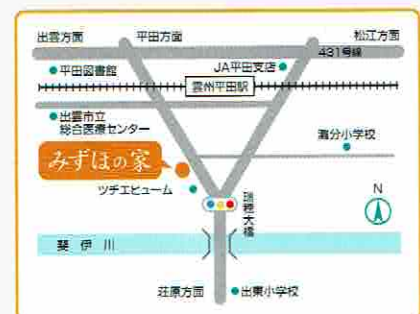 出雲方面
平田方面
松江方面
431号線
平田図書館
JA平田支店
雲州平田駅
出雲市立
総合医療センター
灘分小学校
みずほの家
ツチエヒューム
瑞穂大橋
N
斐伊川
荘原方面
出東小学校